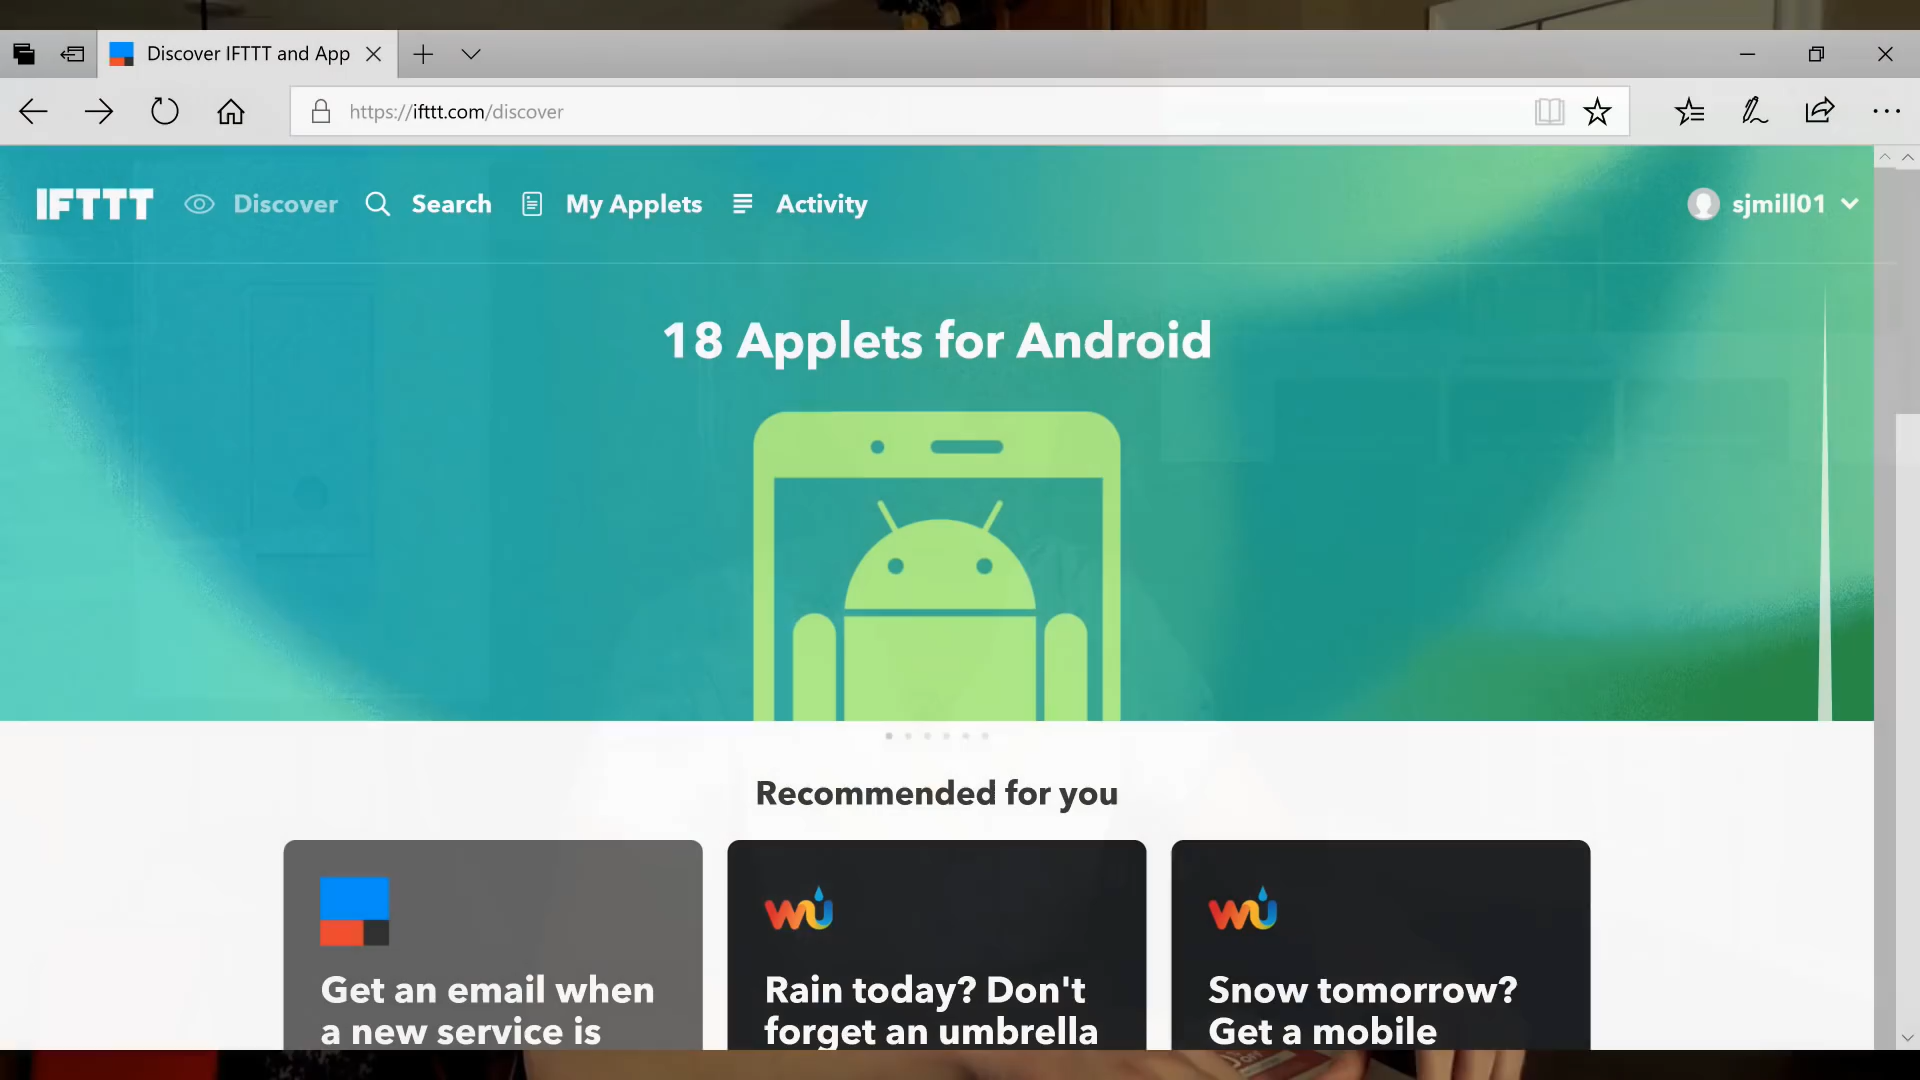 Discover IFTTT and App
https://ifttt.com/discover
IFTTT Discover Search My Applets Activity sjmill01
18 Applets for Android
Recommended for you
Get an email when
a new service is
Rain today? Don't
forget an umbrella
Snow tomorrow?
Get a mobile